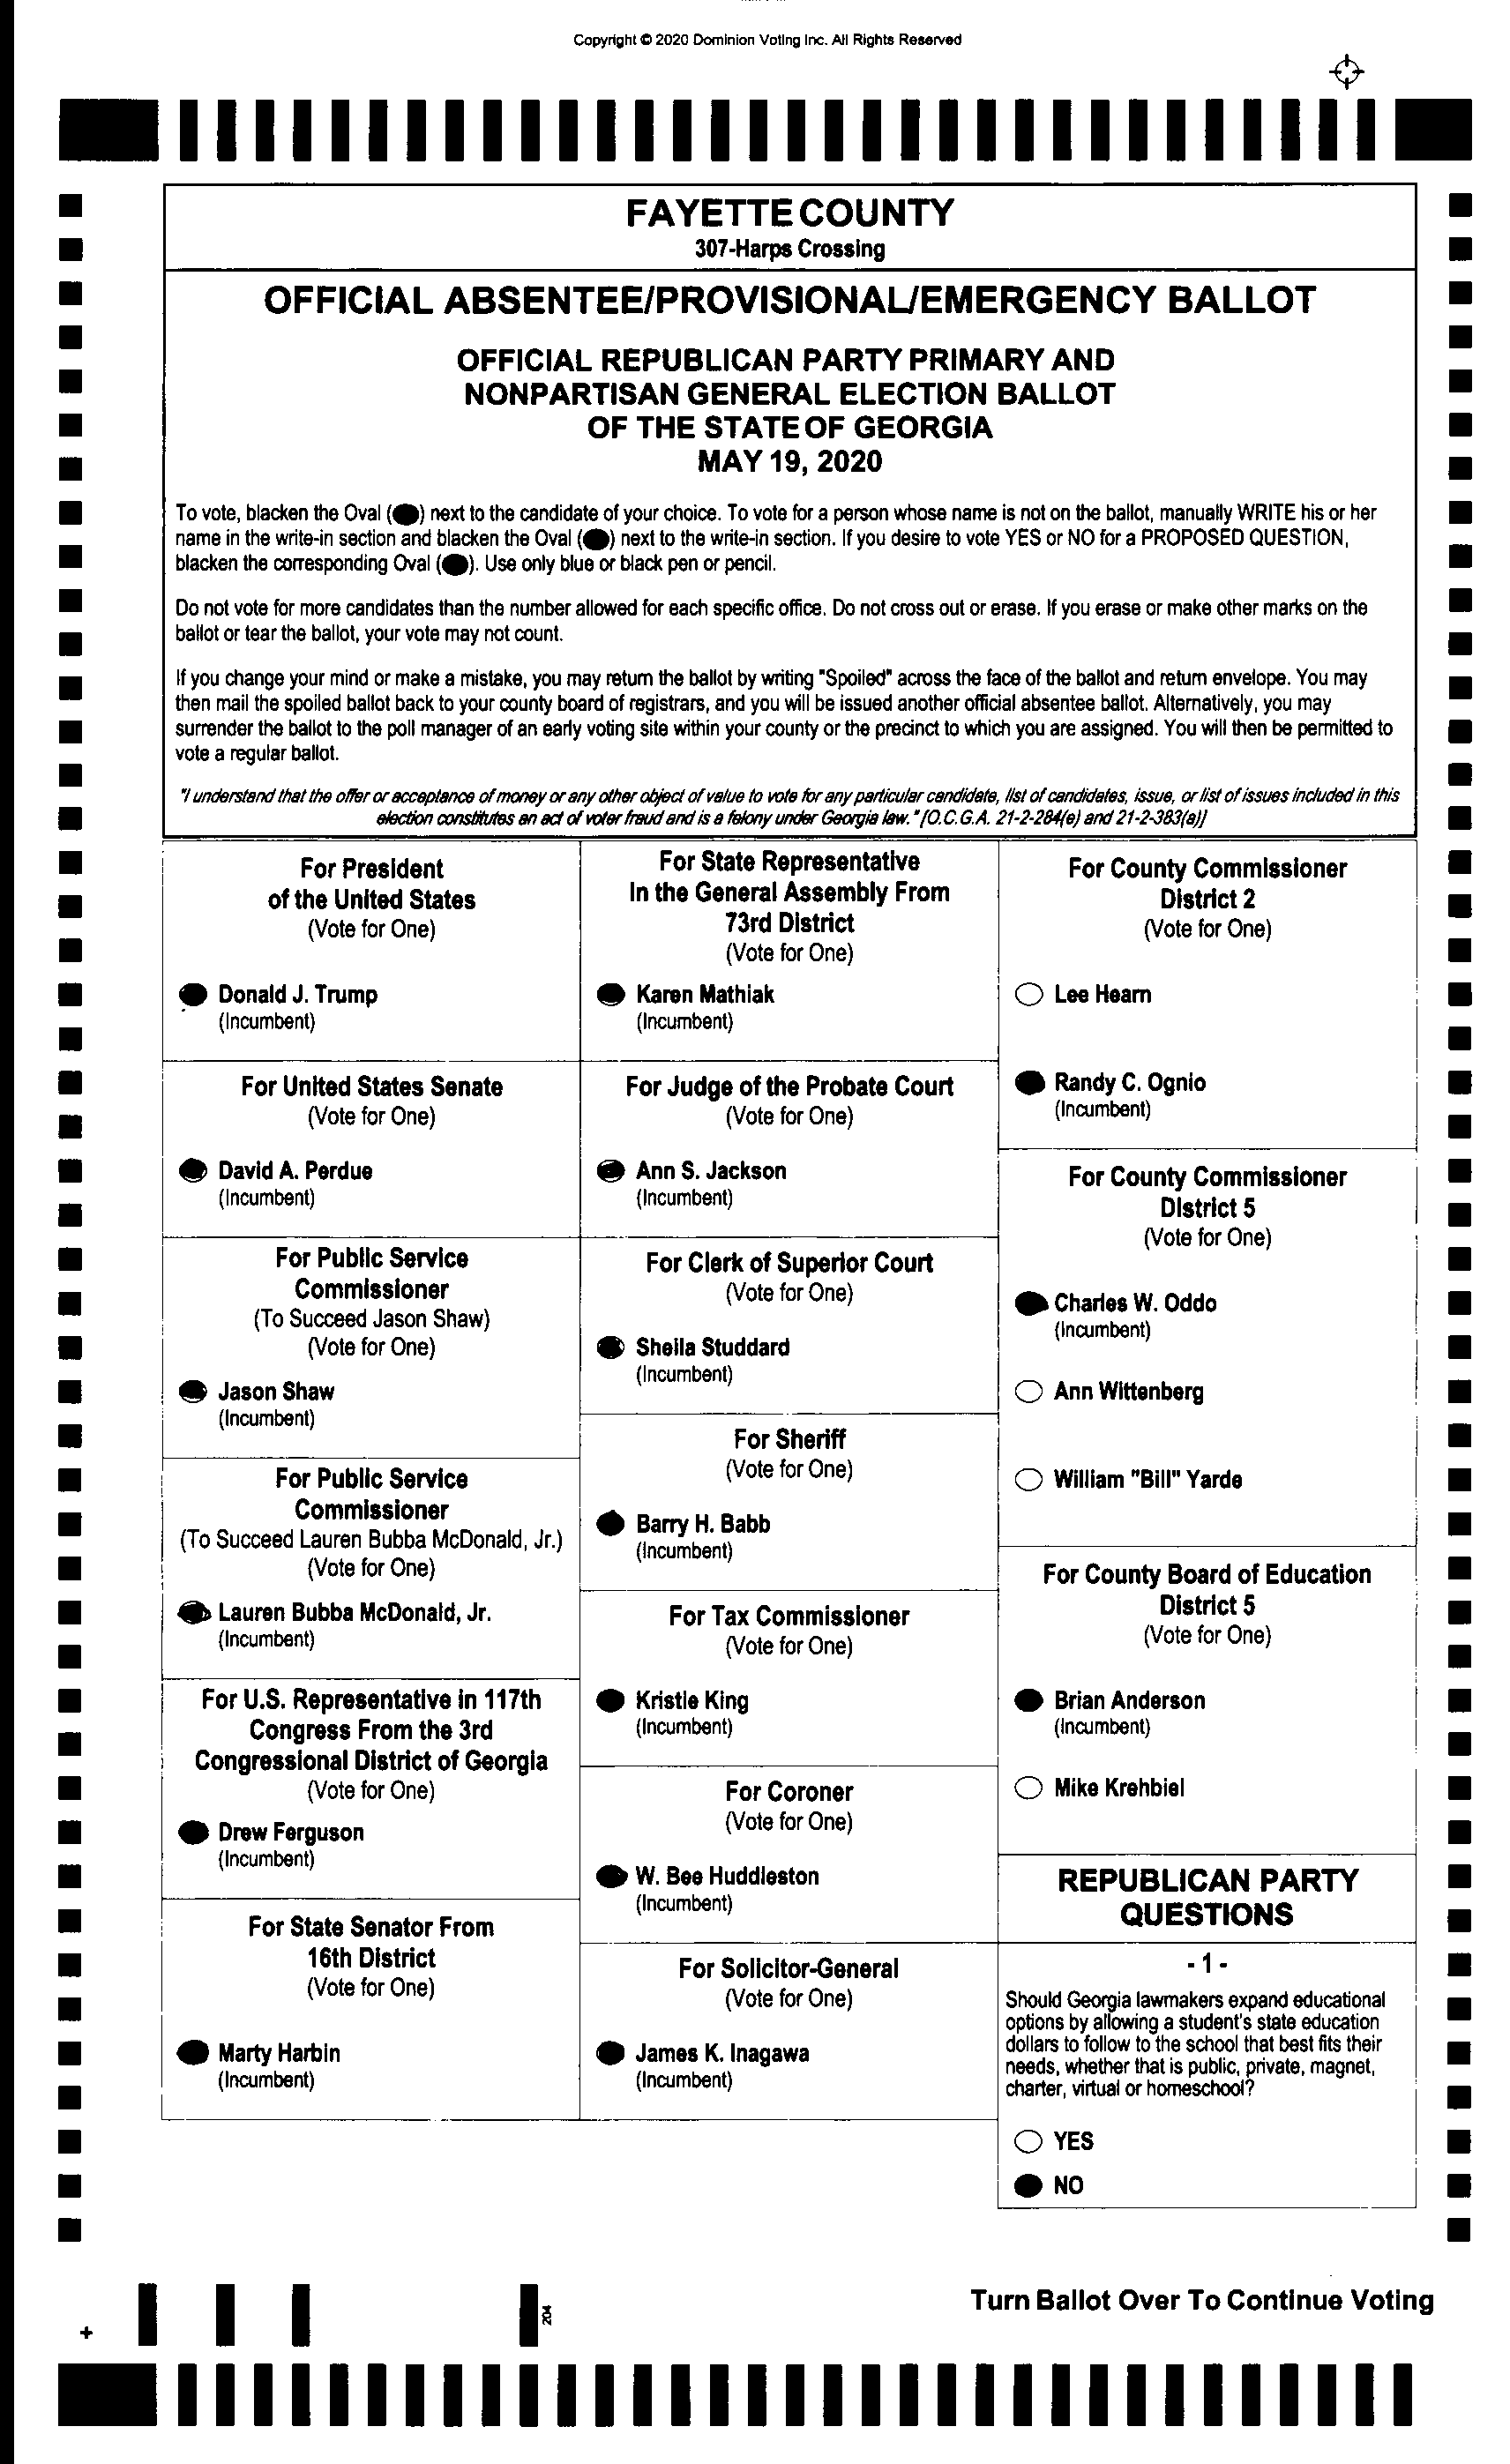 Copyright © 2020 Dominion Voting Inc. All Rights Reserved
FAYETTE COUNTY
307-Harps Crossing
OFFICIAL ABSENTEE/PROVISIONAL/EMERGENCY BALLOT
OFFICIAL REPUBLICAN PARTY PRIMARY AND
NONPARTISAN GENERAL ELECTION BALLOT
OF THE STATE OF GEORGIA
MAY 19, 2020
To vote, blacken the Oval () next to the candidate of your choice. To vote for a person whose name is not on the ballot, manually WRITE his or her
name in the write-in section and blacken the Oval () next to the write-in section. If you desire to vote YES or NO for a PROPOSED QUESTION,
blacken the corresponding Oval (). Use only blue or black pen or pencil.
Do not vote for more candidates than the number allowed for each specific office. Do not cross out or erase. If you erase or make other marks on the
ballot or tear the ballot, your vote may not count.
If you change your mind or make a mistake, you may return the ballot by writing "Spoiled" across the face of the ballot and return envelope. You may
then mail the spoiled ballot back to your county board of registrars, and you will be issued another official absentee ballot. Alternatively, you may
surrender the ballot to the poll manager of an early voting site within your county or the precinct to which you are assigned. You will then be permitted to
vote a regular ballot.
"I understand that the offer or acceptance of money or any other object of value to vote for any particular candidate, list of candidates, issue, or list of issues included in this
election constitutes an act of voter fraud and is a felony under Georgia law." [O.C.G.A. 21-2-284(e) and 21-2-383(a)]
For President
of the United States
(Vote for One)
Donald J. Trump
(Incumbent)
For United States Senate
(Vote for One)
David A. Perdue
(Incumbent)
For Public Service
Commissioner
(To Succeed Jason Shaw)
(Vote for One)
Jason Shaw
(Incumbent)
For Public Service
Commissioner
(To Succeed Lauren Bubba McDonald, Jr.)
(Vote for One)
Lauren Bubba McDonald, Jr.
(Incumbent)
For U.S. Representative in 117th
Congress From the 3rd
Congressional District of Georgia
(Vote for One)
Drew Ferguson
(Incumbent)
For State Senator From
16th District
(Vote for One)
Marty Harbin
(Incumbent)
For State Representative
In the General Assembly From
73rd District
(Vote for One)
Karen Mathiak
(Incumbent)
For Judge of the Probate Court
(Vote for One)
Ann S. Jackson
(Incumbent)
For Clerk of Superior Court
(Vote for One)
Sheila Studdard
(Incumbent)
For Sheriff
(Vote for One)
Barry H. Babb
(Incumbent)
For Tax Commissioner
(Vote for One)
Kristie King
(Incumbent)
For Coroner
(Vote for One)
W. Bee Huddleston
(Incumbent)
For Solicitor-General
(Vote for One)
James K. Inagawa
(Incumbent)
For County Commissioner
District 2
(Vote for One)
Lee Hearn
Randy C. Ognio
(Incumbent)
For County Commissioner
District 5
(Vote for One)
Charles W. Oddo
(Incumbent)
Ann Wittenberg
William "Bill" Yarde
For County Board of Education
District 5
(Vote for One)
Brian Anderson
(Incumbent)
Mike Krehbiel
REPUBLICAN PARTY
QUESTIONS
- 1 -
Should Georgia lawmakers expand educational
options by allowing a student's state education
dollars to follow to the school that best fits their
needs, whether that is public, private, magnet,
charter, virtual or homeschool?
YES
NO
Turn Ballot Over To Continue Voting
204
+